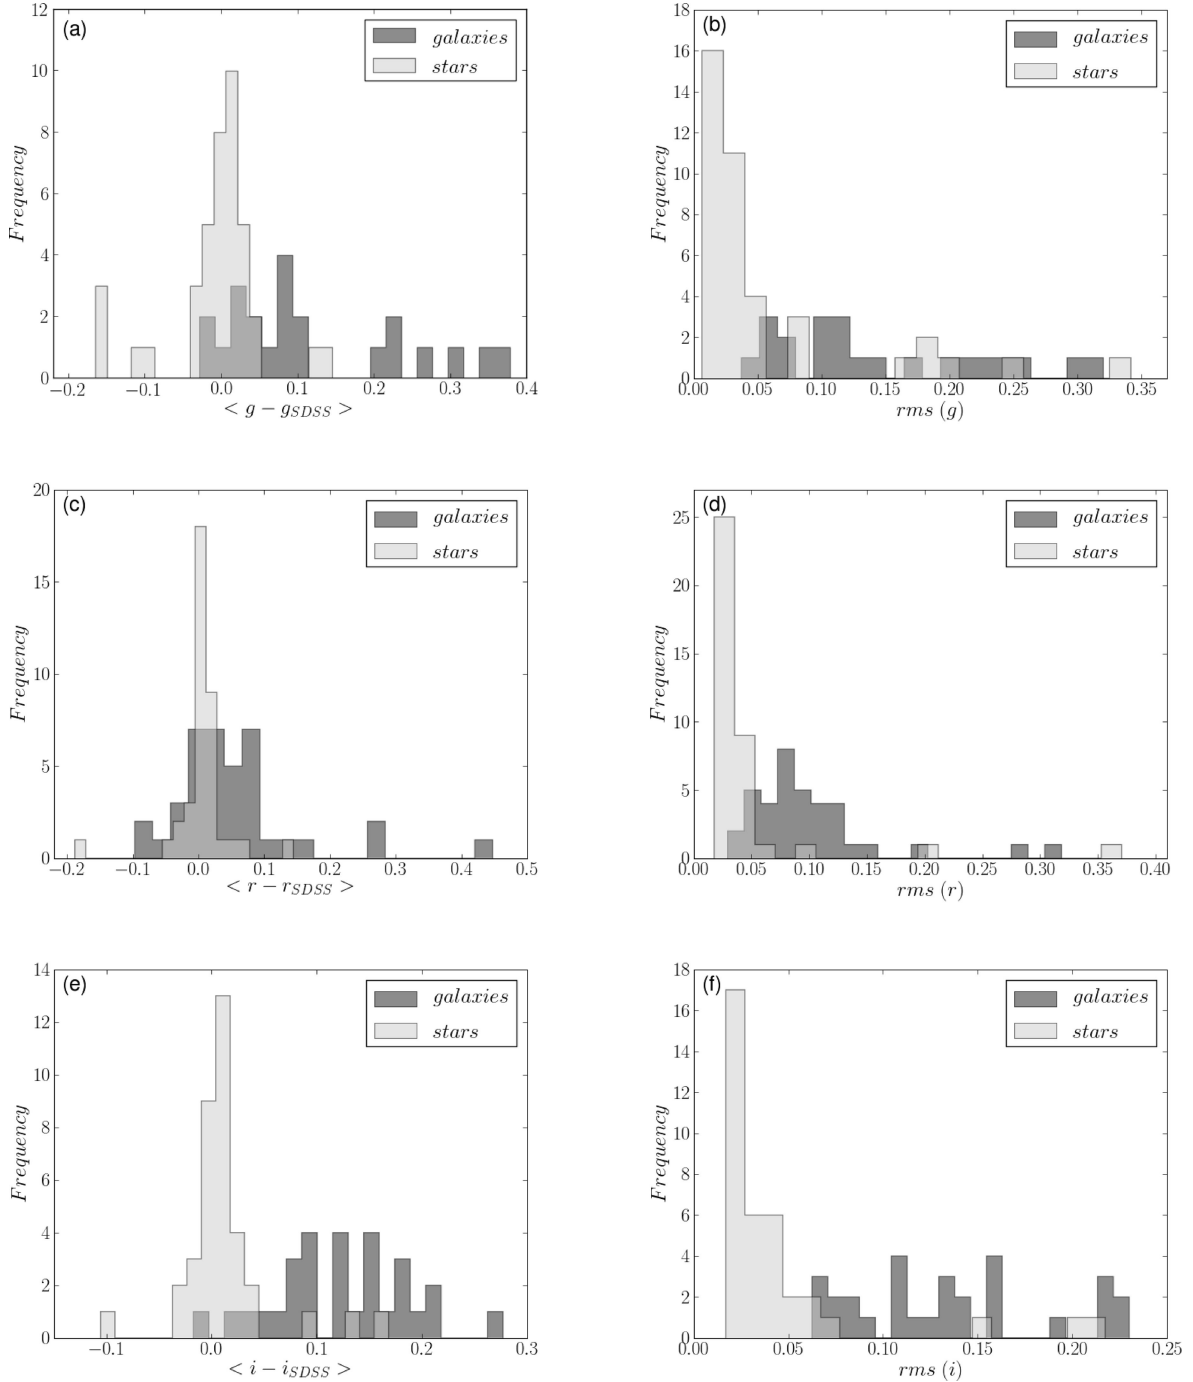 (a)
galaxies
stars
Frequency
12
10
8
6
4
2
0
−0.2 −0.1 0.0 0.1 0.2 0.3 0.4
< g − gSDSS >
(b)
galaxies
stars
Frequency
18
16
14
12
10
8
6
4
2
0
0.00 0.05 0.10 0.15 0.20 0.25 0.30 0.35
rms (g)
(c)
galaxies
stars
Frequency
20
15
10
5
0
−0.2 −0.1 0.0 0.1 0.2 0.3 0.4 0.5
< r − rSDSS >
(d)
galaxies
stars
Frequency
25
20
15
10
5
0
0.00 0.05 0.10 0.15 0.20 0.25 0.30 0.35 0.40
rms (r)
(e)
galaxies
stars
Frequency
14
12
10
8
6
4
2
0
−0.1 0.0 0.1 0.2 0.3
< i − iSDSS >
(f)
galaxies
stars
Frequency
18
16
14
12
10
8
6
4
2
0
0.00 0.05 0.10 0.15 0.20 0.25
rms (i)